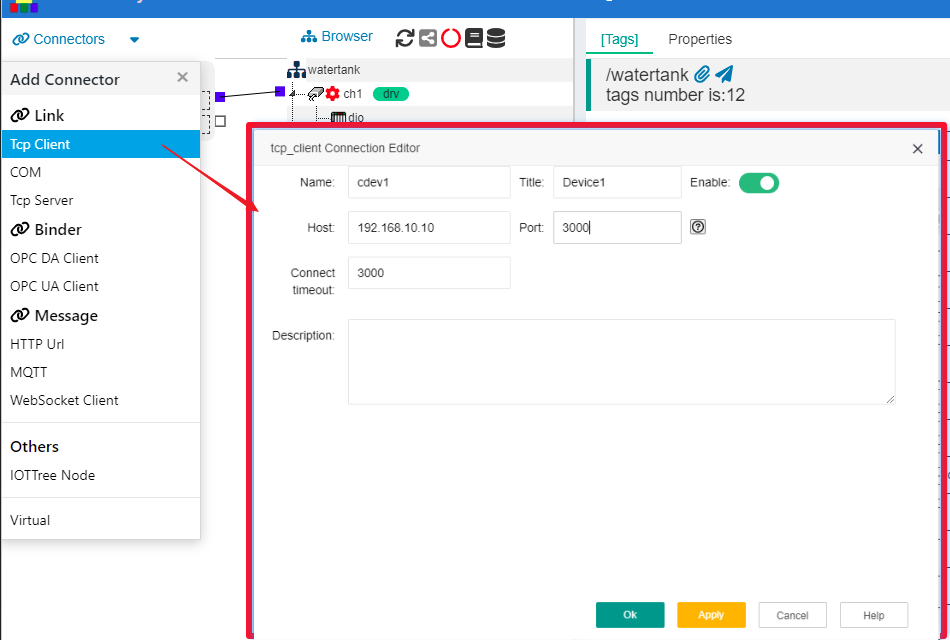 Connectors
Browser
[Tags]
Properties
Add Connector
Link
Tcp Client
COM
Tcp Server
Binder
OPC DA Client
OPC UA Client
Message
HTTP Url
MQTT
WebSocket Client
Others
IOTTree Node
Virtual
watertank
ch1
drv
dio
/watertank
tags number is:12
tcp_client Connection Editor
Name: cdev1 Title: Device1 Enable:
Host: 192.168.10.10 Port: 3000
Connect timeout: 3000
Description:
Ok Apply Cancel Help